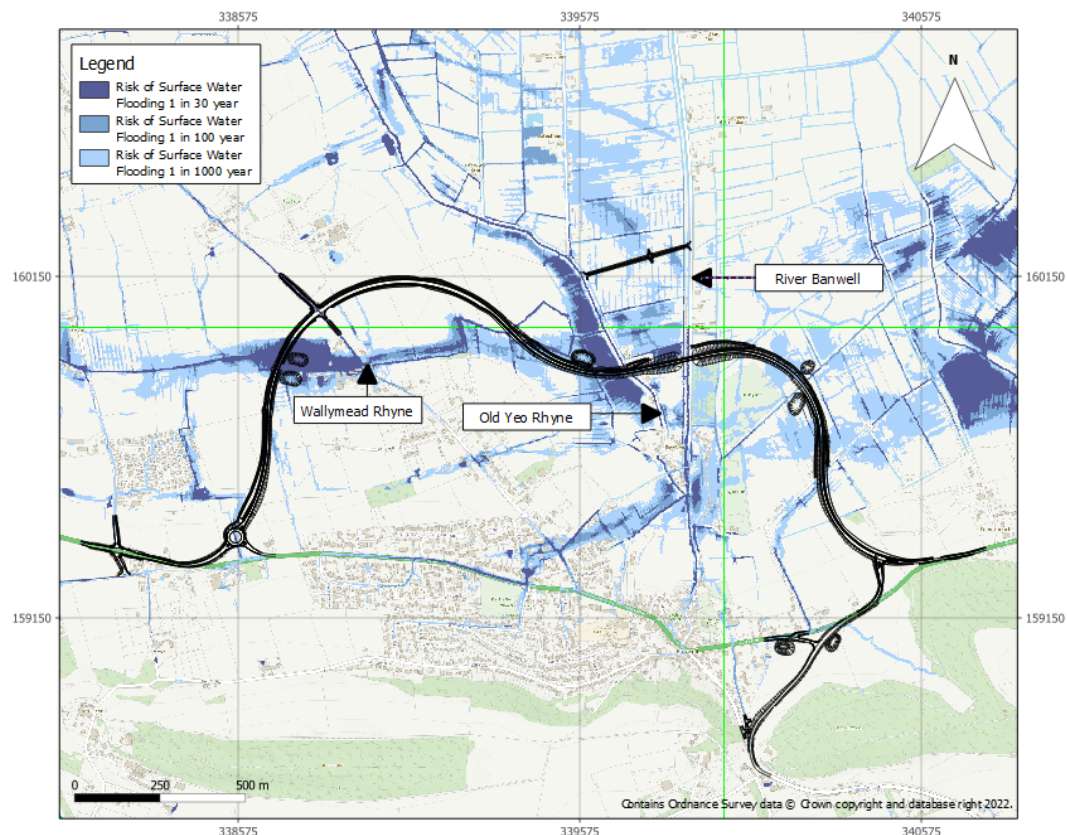 338575
339575
340575
Legend
Risk of Surface Water
Flooding 1 in 30 year
Risk of Surface Water
Flooding 1 in 100 year
Risk of Surface Water
Flooding 1 in 1000 year
N
160150
160150
River Banwell
Wallymead Rhyne
Old Yeo Rhyne
159150
159150
0
250
500 m
Contains Ordnance Survey data © Crown copyright and database right 2022.
338575
339575
340575